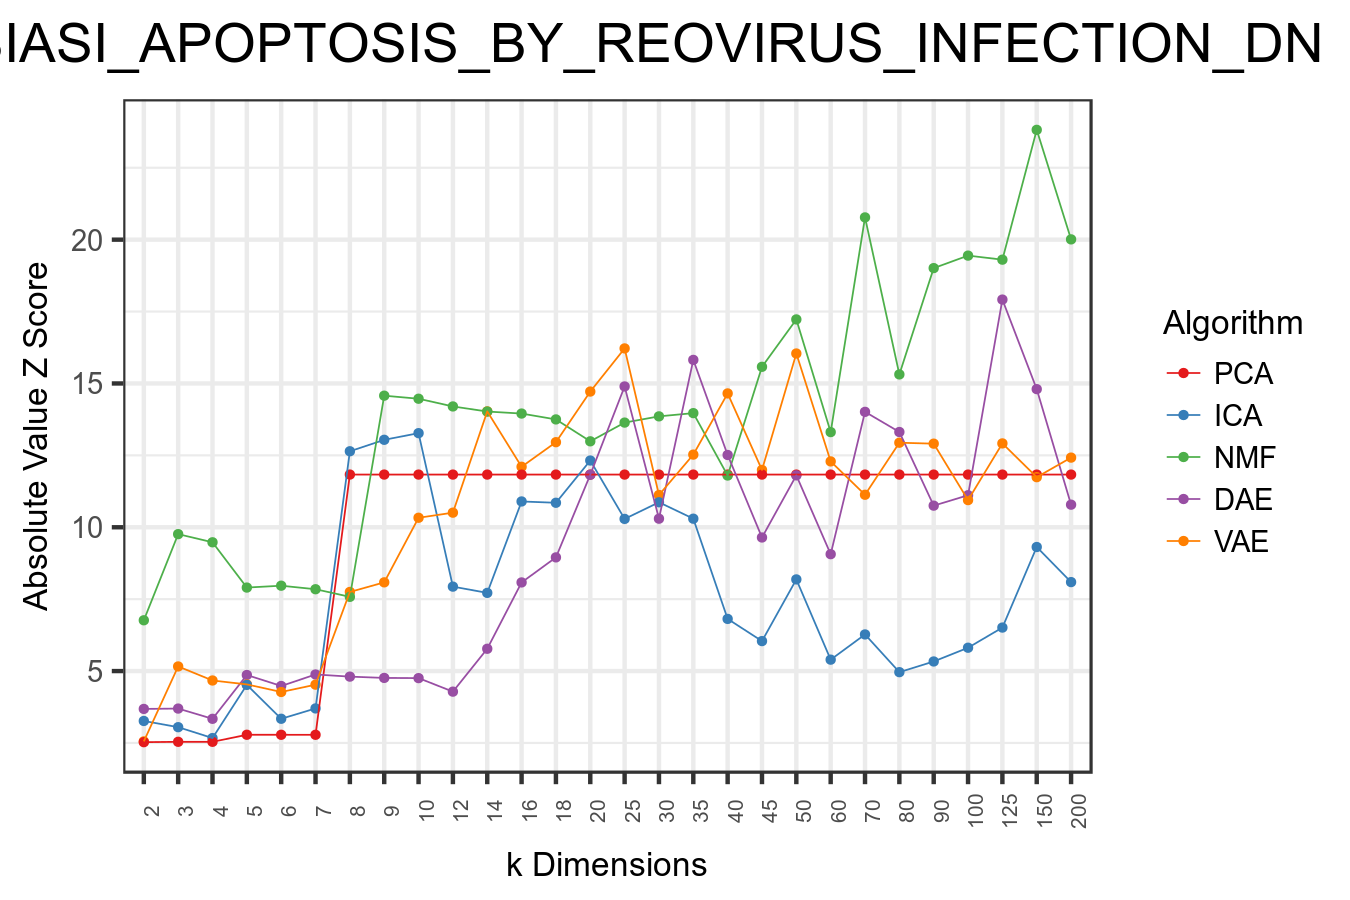 IASI_APOPTOSIS_BY_REOVIRUS_INFECTION_DN
20
15
10
5
Absolute Value Z Score
2 3 4 5 6 7 8 9 10 12 14 16 18 20 25 30 35 40 45 50 60 70 80 90 100 125 150 200
k Dimensions
Algorithm
PCA
ICA
NMF
DAE
VAE